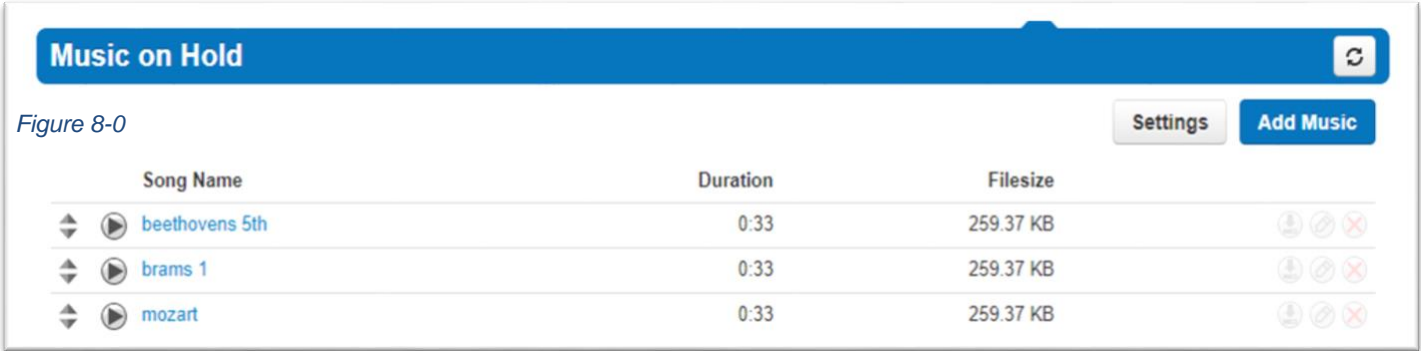 Music on Hold
Figure 8-0
Settings Add Music
Song Name Duration Filesize
beethovens 5th 0:33 259.37 KB
brams 1 0:33 259.37 KB
mozart 0:33 259.37 KB